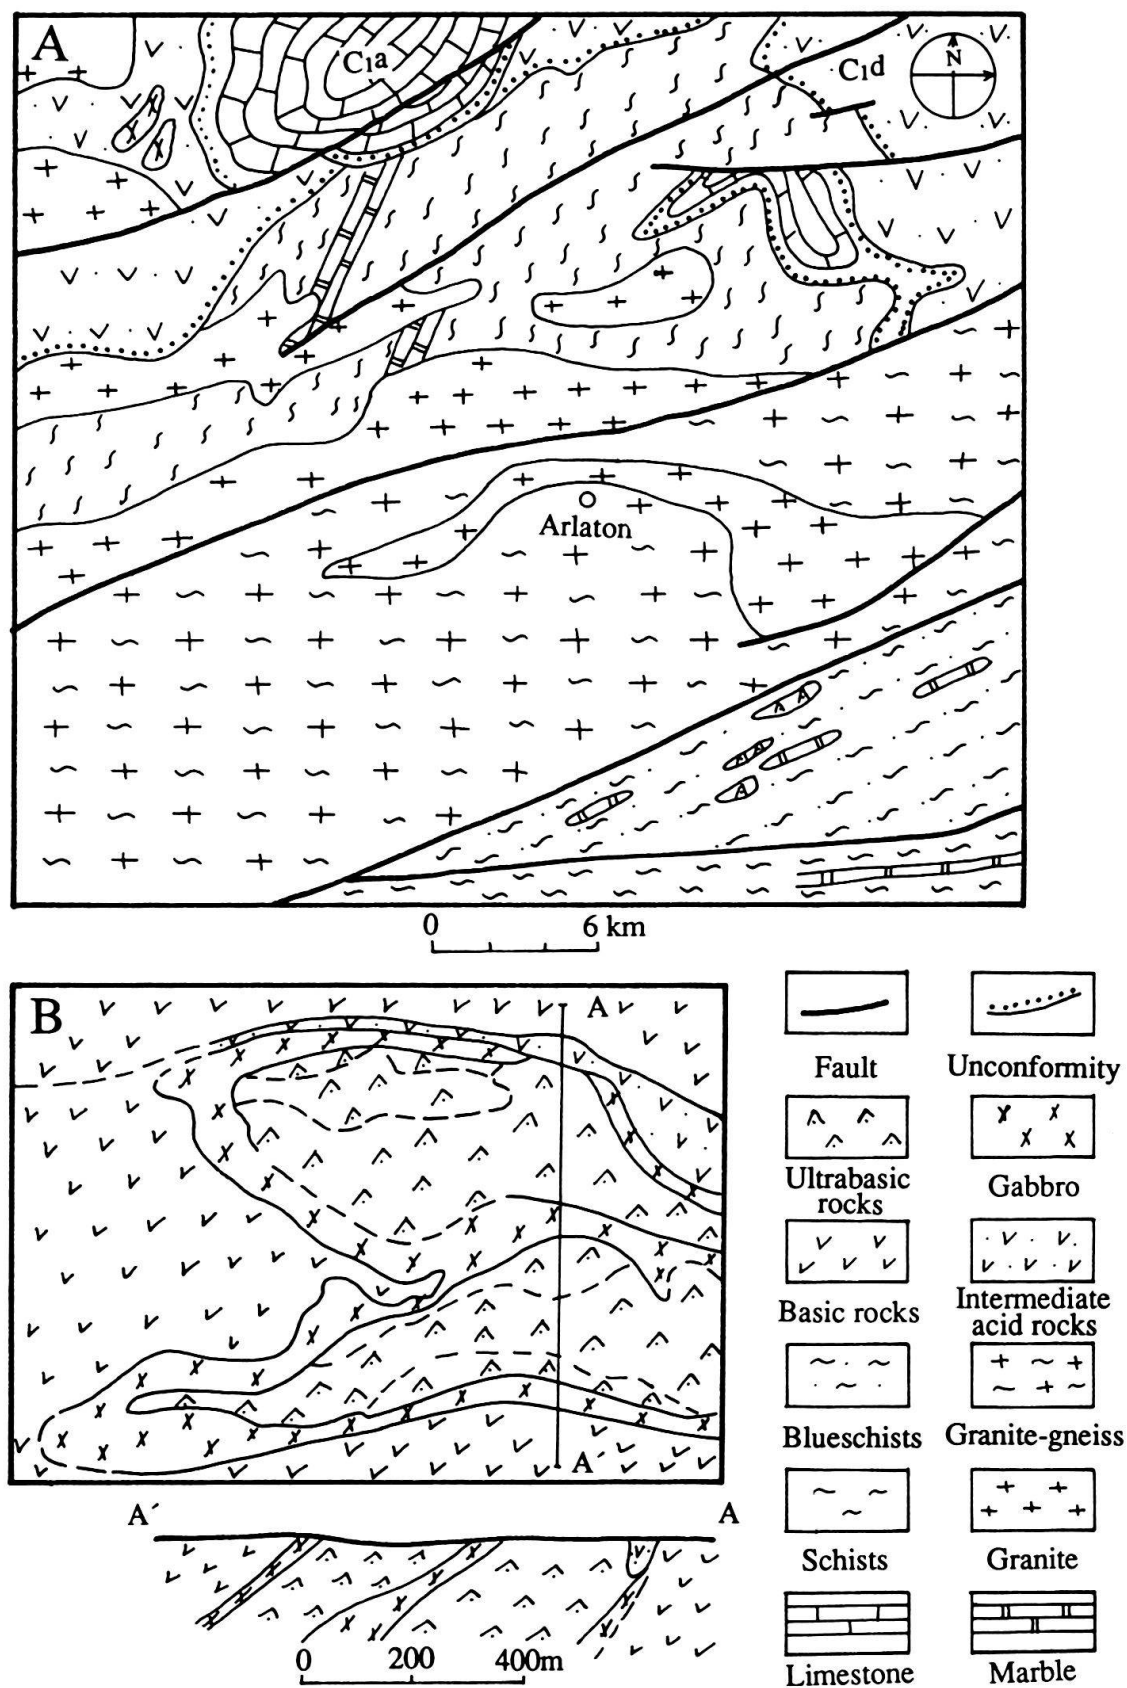 A
C₁a
C₁d
N
Arlaton
0 6 km
B
A
A´
A´ A
0 200 400m
Fault
Unconformity
Ultrabasic
rocks
Gabbro
Basic rocks
Intermediate
acid rocks
Blueschists
Granite-gneiss
Schists
Granite
Limestone
Marble